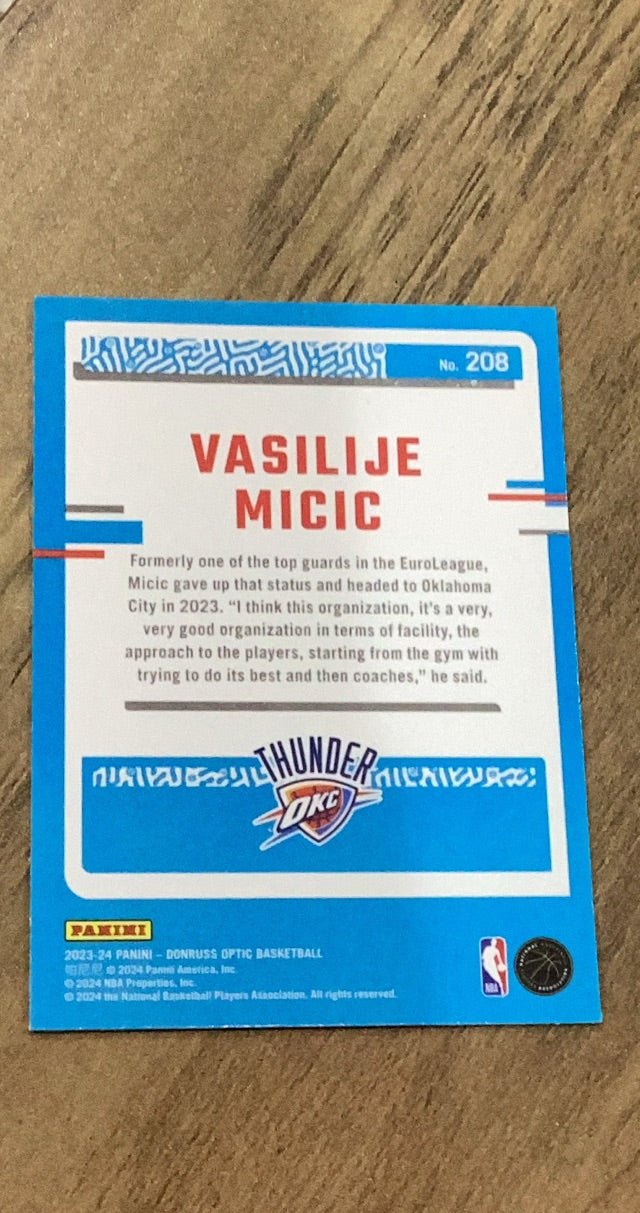 No. 208
VASILIJE
MICIC
Formerly one of the top guards in the EuroLeague,
Micic gave up that status and headed to Oklahoma
City in 2023. “I think this organization, it's a very,
very good organization in terms of facility, the
approach to the players, starting from the gym with
trying to do its best and then coaches,” he said.
THUNDER
OKC
PANINI
2023-24 PANINI – DONRUSS OPTIC BASKETBALL
帕尼尼 © 2024 Panini America, Inc.
© 2024 NBA Properties, Inc.
© 2024 the National Basketball Players Association. All rights reserved.
NBA